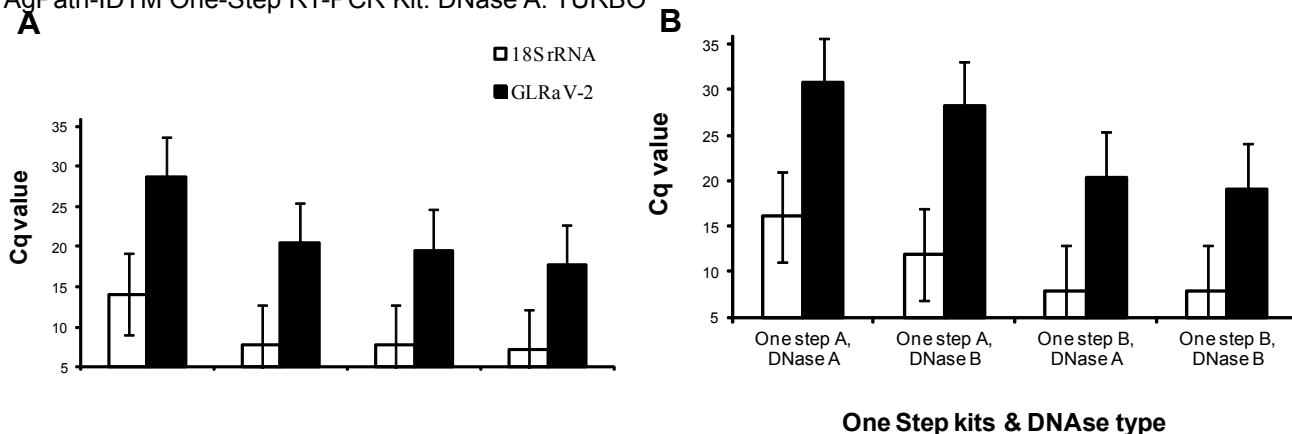 AgPath-IDTM One-Step RT-PCR Kit. DNase A: TURBO
A
18SrRNA
GLRaV-2
35
30
25
20
15
10
5
Cq value
B
35
30
25
20
15
10
5
Cq value
One step A, DNase A
One step A, DNase B
One step B, DNase A
One step B, DNase B
One Step kits & DNAse type